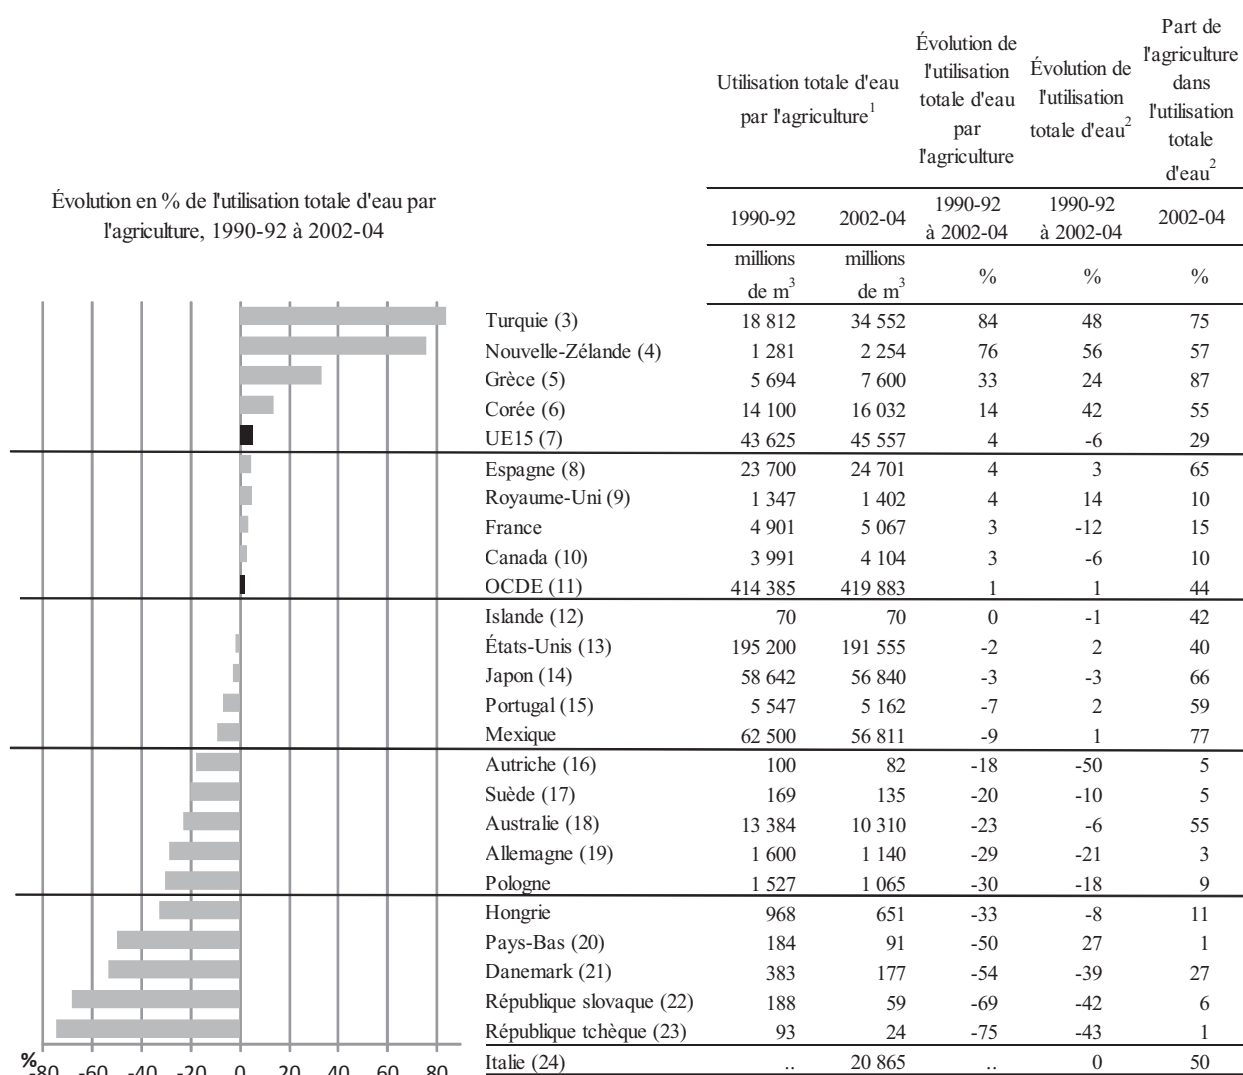 Évolution en % de l'utilisation totale d'eau par
l'agriculture, 1990-92 à 2002-04
Utilisation totale d'eau
par l'agriculture1
Évolution de
l'utilisation
totale d'eau
par
l'agriculture
Évolution de
l'utilisation
totale d'eau2
Part de
l'agriculture
dans
l'utilisation
totale
d'eau2
1990-92
2002-04
1990-92
à 2002-04
1990-92
à 2002-04
2002-04
millions
de m3
millions
de m3
%
%
%
Turquie (3) 18 812 34 552 84 48 75
Nouvelle-Zélande (4) 1 281 2 254 76 56 57
Grèce (5) 5 694 7 600 33 24 87
Corée (6) 14 100 16 032 14 42 55
UE15 (7) 43 625 45 557 4 -6 29
Espagne (8) 23 700 24 701 4 3 65
Royaume-Uni (9) 1 347 1 402 4 14 10
France 4 901 5 067 3 -12 15
Canada (10) 3 991 4 104 3 -6 10
OCDE (11) 414 385 419 883 1 1 44
Islande (12) 70 70 0 -1 42
États-Unis (13) 195 200 191 555 -2 2 40
Japon (14) 58 642 56 840 -3 -3 66
Portugal (15) 5 547 5 162 -7 2 59
Mexique 62 500 56 811 -9 1 77
Autriche (16) 100 82 -18 -50 5
Suède (17) 169 135 -20 -10 5
Australie (18) 13 384 10 310 -23 -6 55
Allemagne (19) 1 600 1 140 -29 -21 3
Pologne 1 527 1 065 -30 -18 9
Hongrie 968 651 -33 -8 11
Pays-Bas (20) 184 91 -50 27 1
Danemark (21) 383 177 -54 -39 27
République slovaque (22) 188 59 -69 -42 6
République tchèque (23) 93 24 -75 -43 1
Italie (24) .. 20 865 .. 0 50
%
-80 -60 -40 -20 0 20 40 60 80